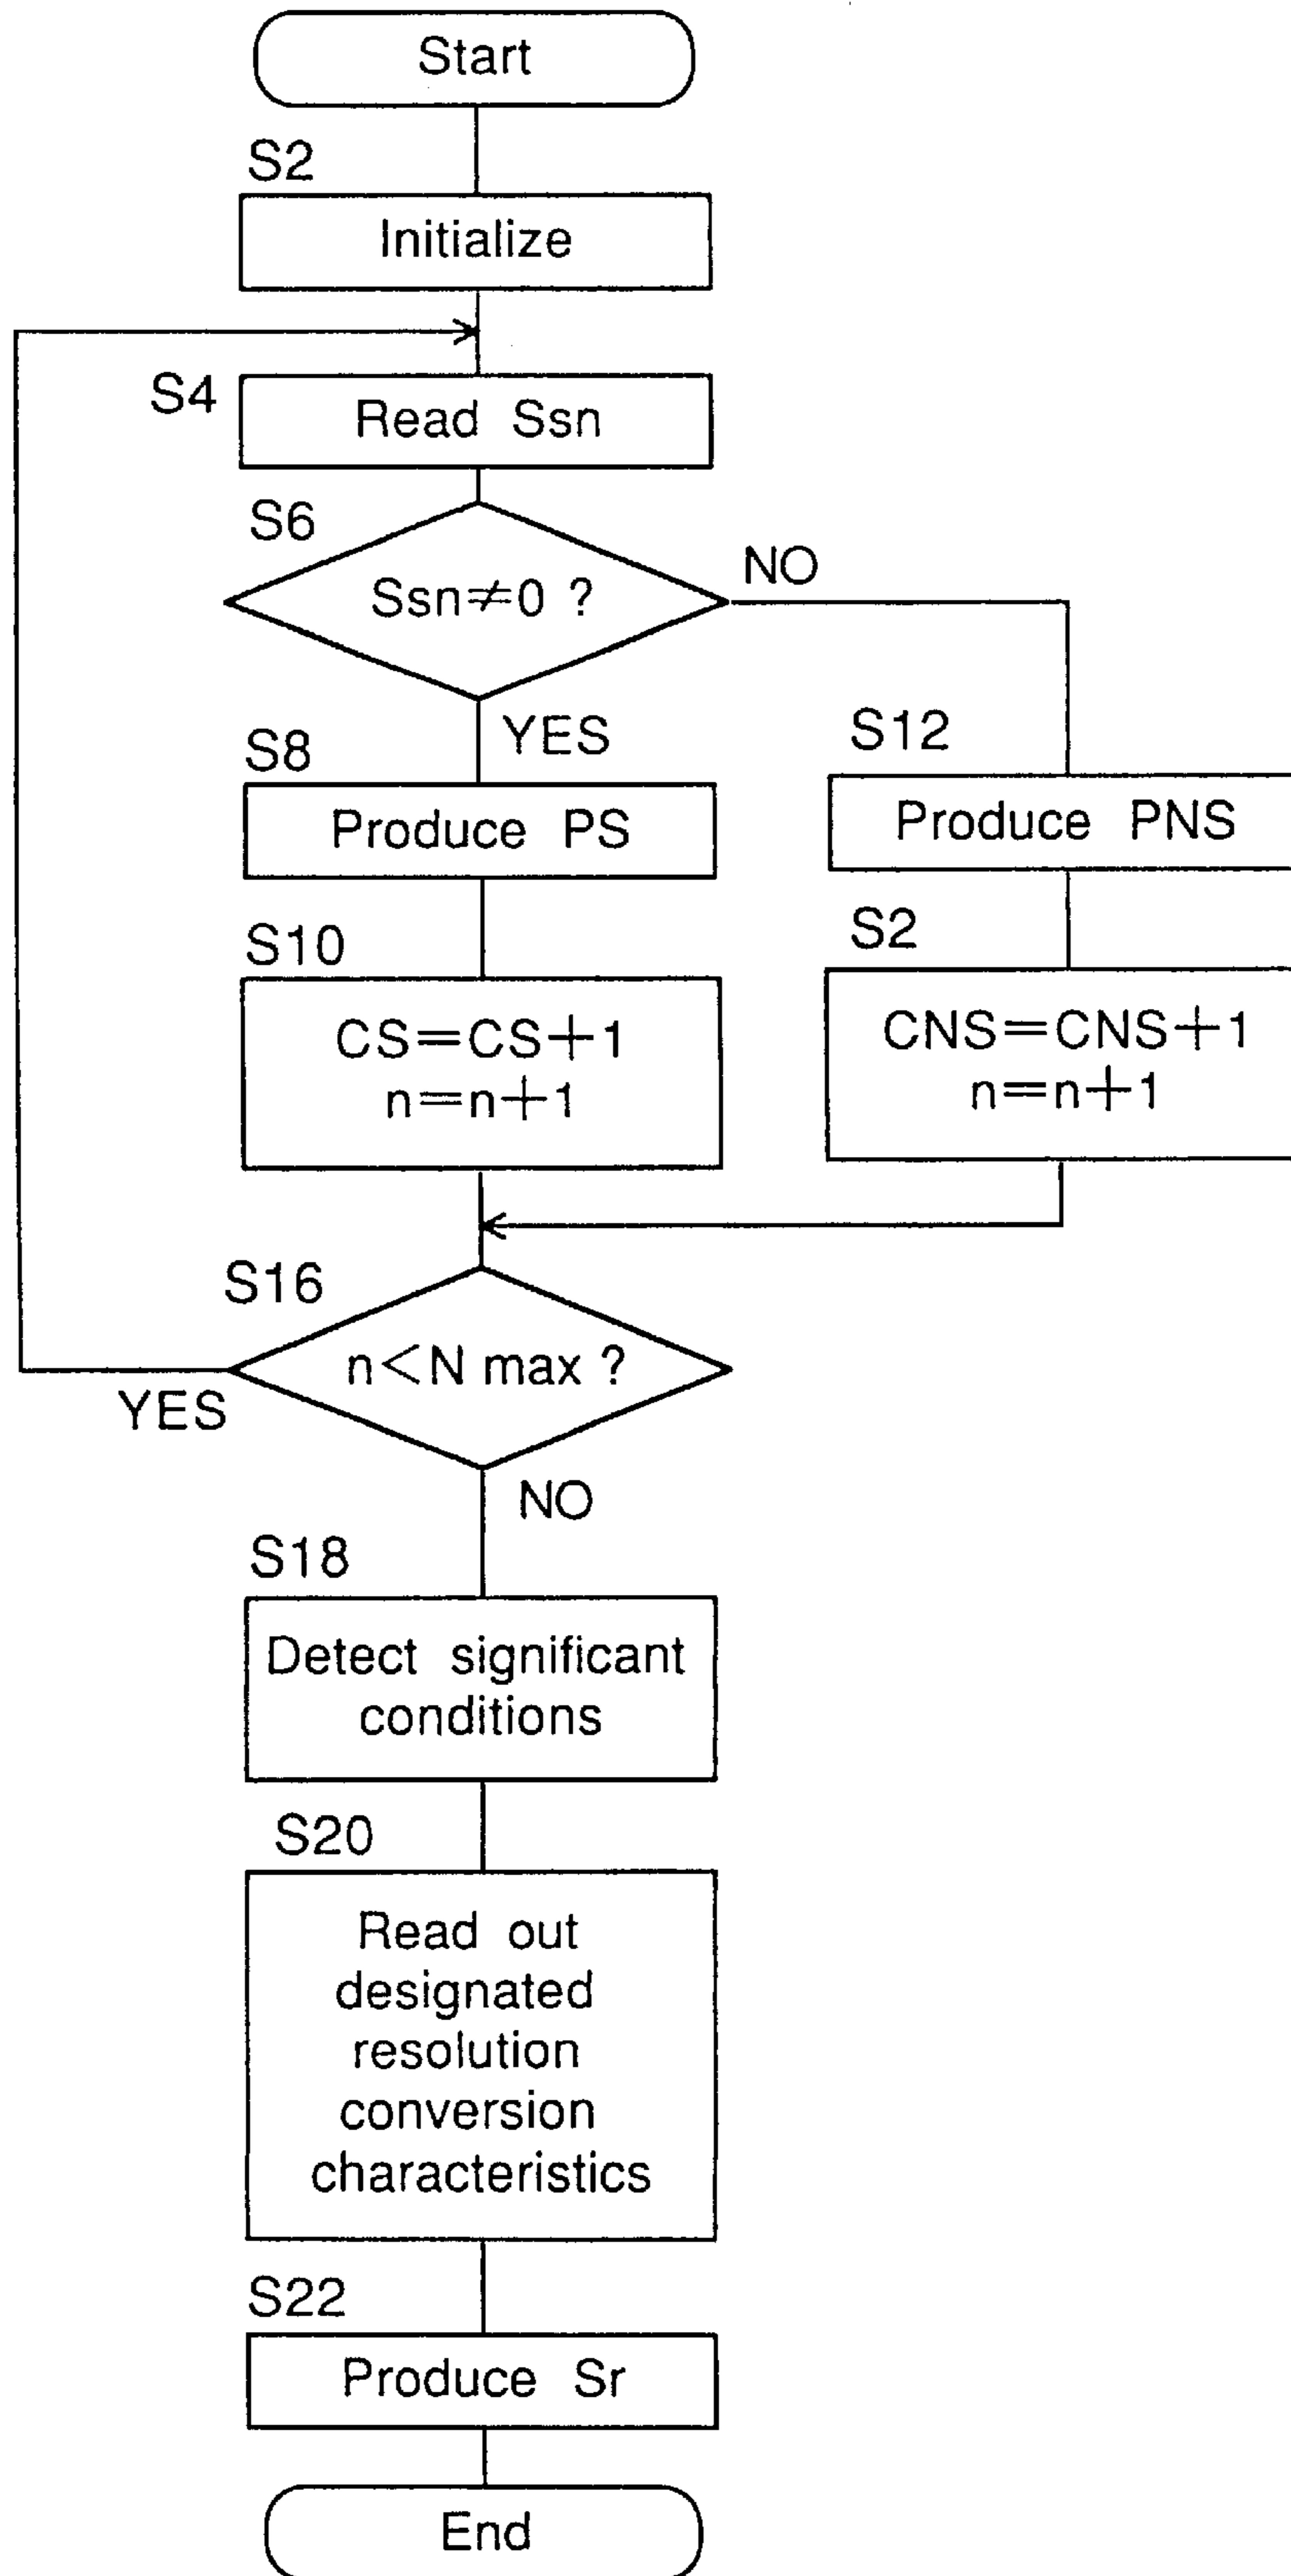 Start
S2
Initialize
S4
Read Ssn
S6
Ssn≠0 ?
NO
YES
S8
Produce PS
S12
Produce PNS
S10
CS=CS+1
n=n+1
S2
CNS=CNS+1
n=n+1
S16
n<N max ?
YES
NO
S18
Detect significant
conditions
S20
Read out
designated
resolution
conversion
characteristics
S22
Produce Sr
End